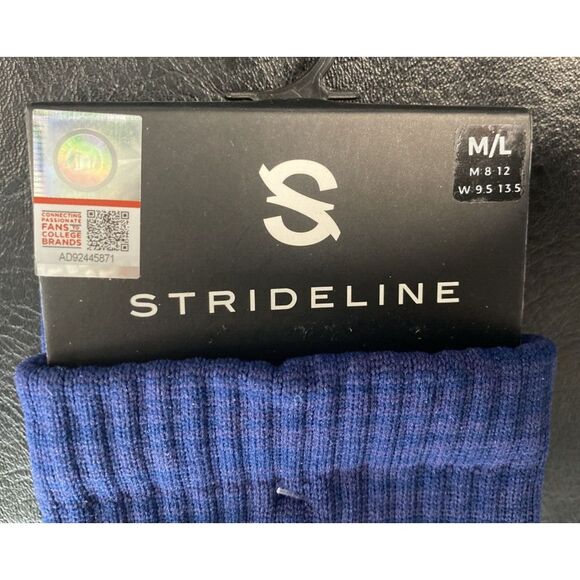 CONNECTING
PASSIONATE
FANS TO
COLLEGE
BRANDS
AD92445871
STRIDELINE
M/L
M 8 12
W 9.5 13.5